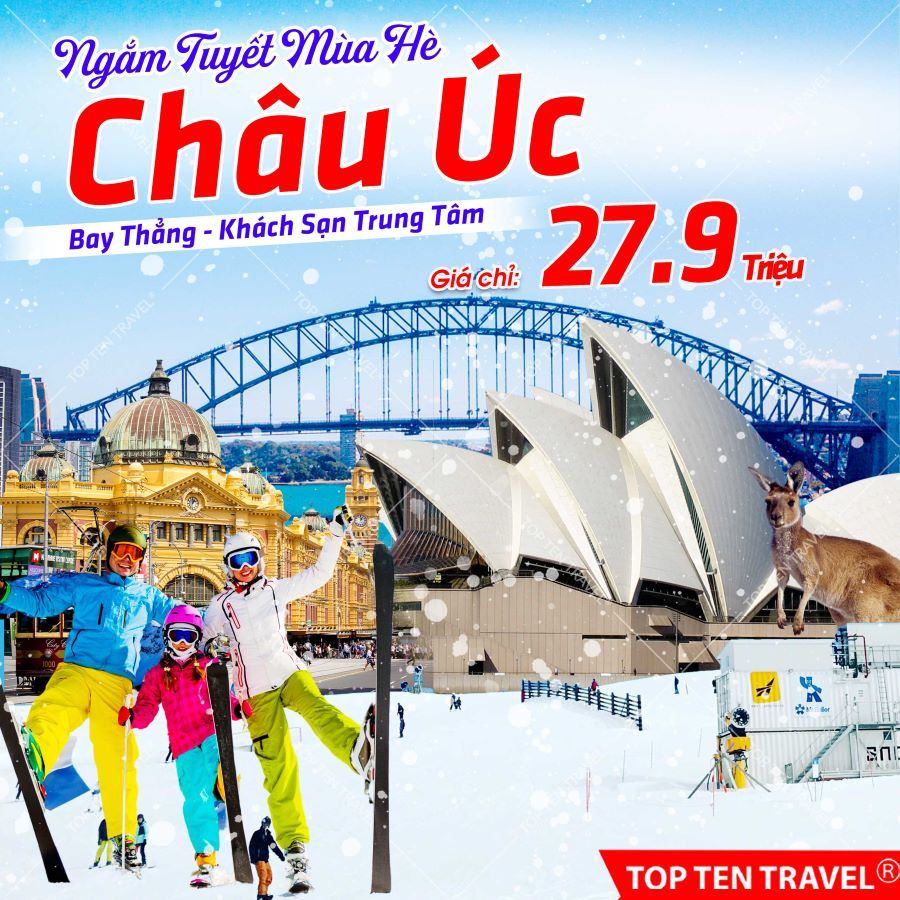 Ngắm Tuyết Mùa Hè
Châu Úc
Bay Thẳng - Khách Sạn Trung Tâm
Giá chỉ: 27.9 Triệu
TOP TEN TRAVEL®